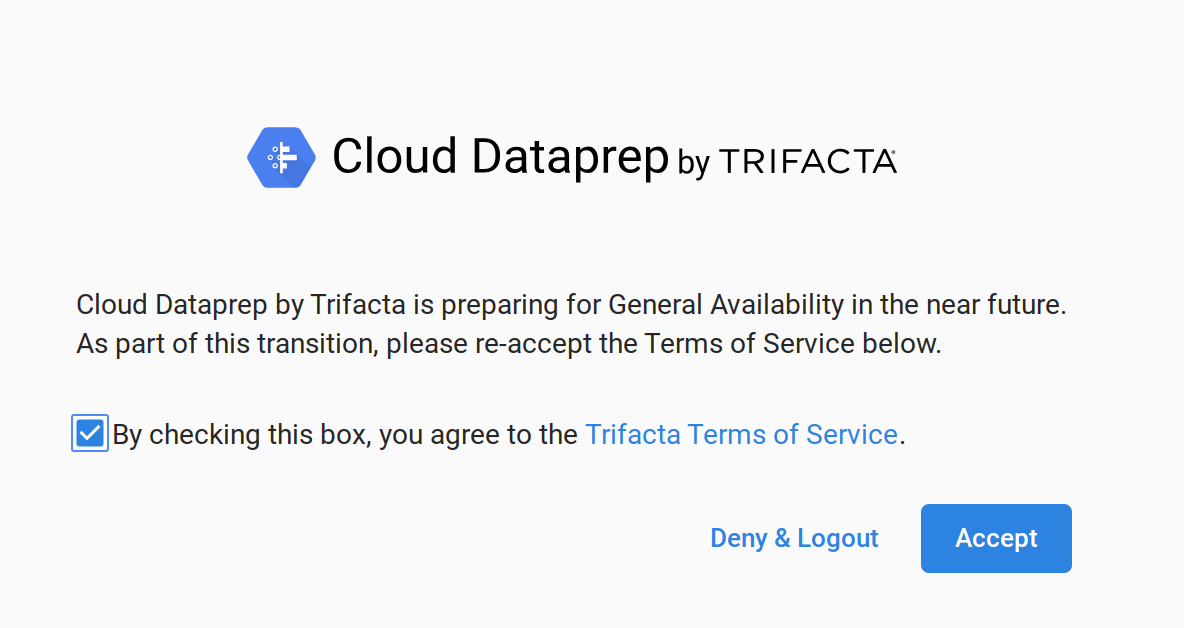 Cloud Dataprep by TRIFACTA®
Cloud Dataprep by Trifacta is preparing for General Availability in the near future.
As part of this transition, please re-accept the Terms of Service below.
By checking this box, you agree to the Trifacta Terms of Service.
Deny & Logout Accept